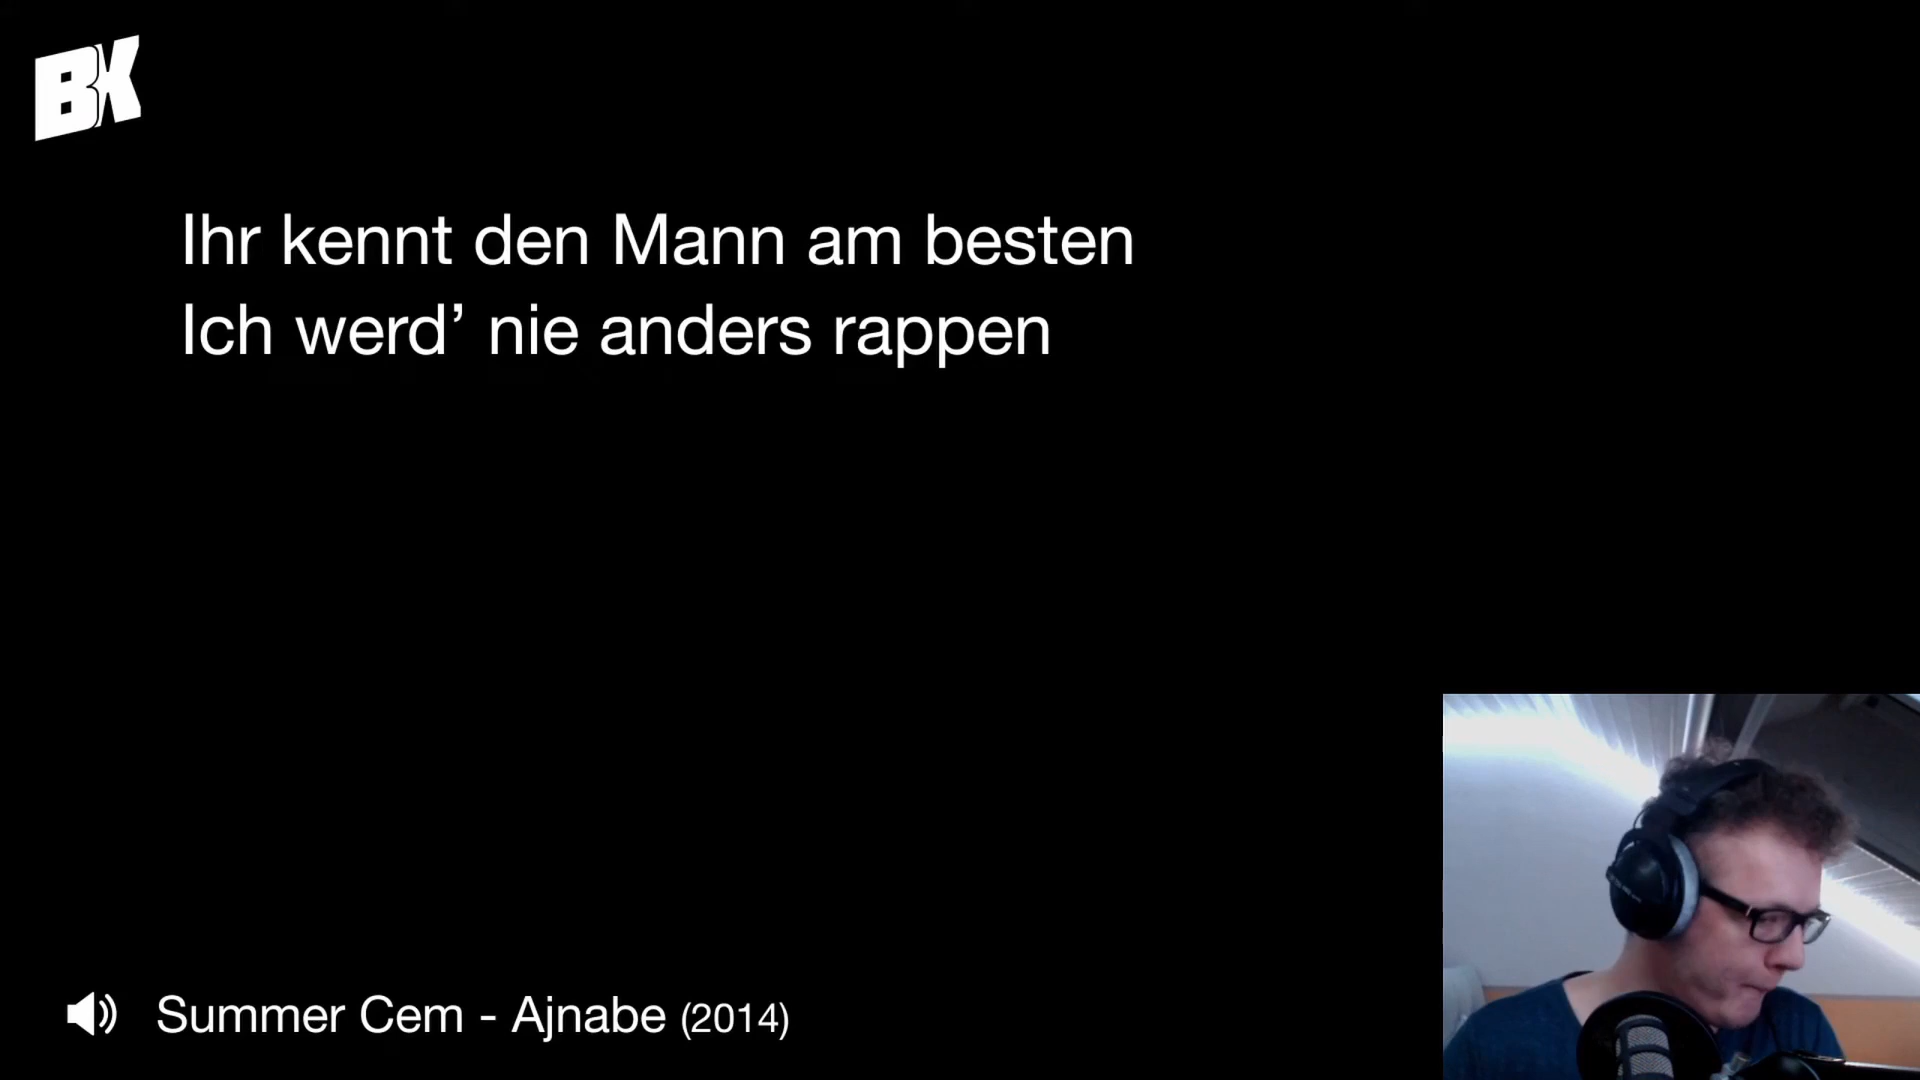 BK
Ihr kennt den Mann am besten
Ich werd’ nie anders rappen
Summer Cem - Ajnabe (2014)